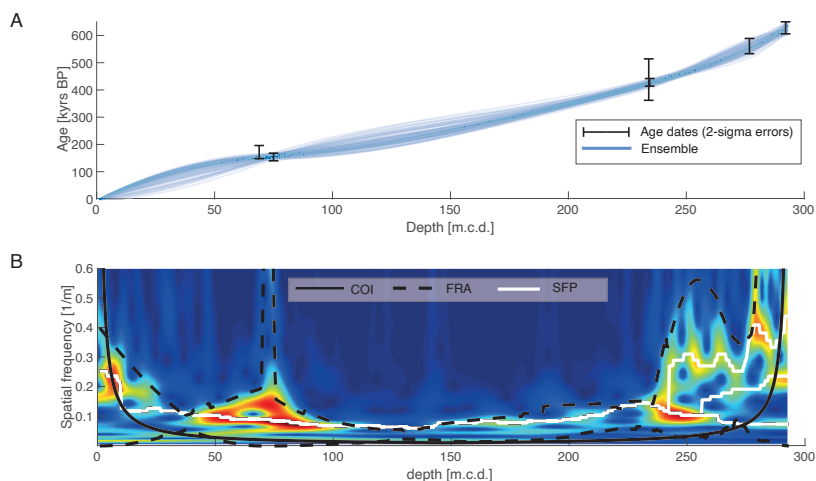 A
600
500
400
300
200
100
0
Age [kyrs BP]
Age dates (2-sigma errors)
Ensemble
0 50 100 150 200 250 300
Depth [m.c.d.]
B
0.6
0.5
0.4
0.3
0.2
0.1
Spatial frequency [1/m]
COI FRA SFP
0 50 100 150 200 250 300
depth [m.c.d.]